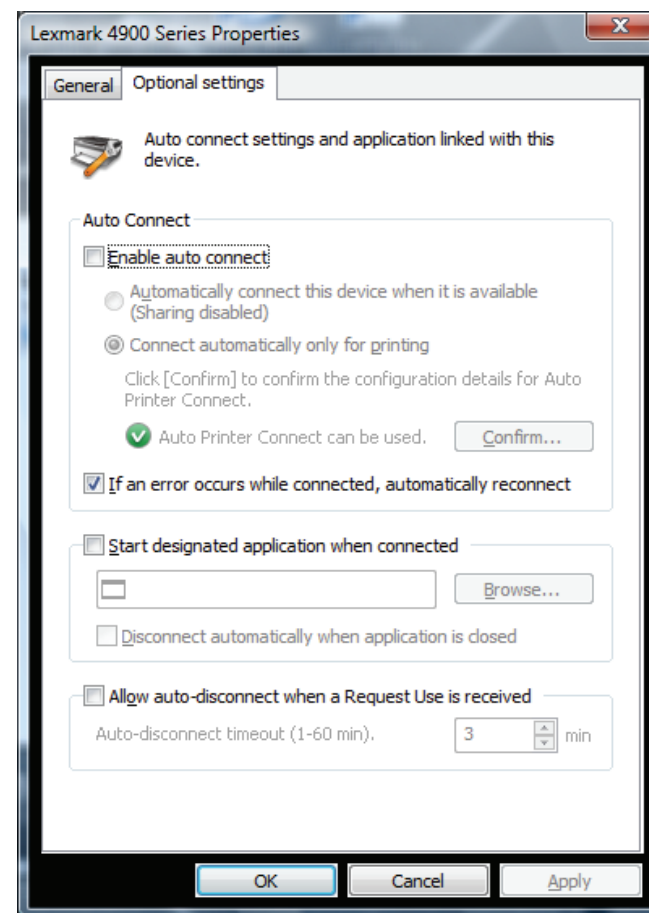 Lexmark 4900 Series Properties
x
General
Optional settings
Auto connect settings and application linked with this
device.
Auto Connect
Enable auto connect
Automatically connect this device when it is available
(Sharing disabled)
Connect automatically only for printing
Click [Confirm] to confirm the configuration details for Auto
Printer Connect.
Auto Printer Connect can be used.
Confirm...
If an error occurs while connected, automatically reconnect
Start designated application when connected
Browse...
Disconnect automatically when application is closed
Allow auto-disconnect when a Request Use is received
Auto-disconnect timeout (1-60 min).
3
min
OK
Cancel
Apply